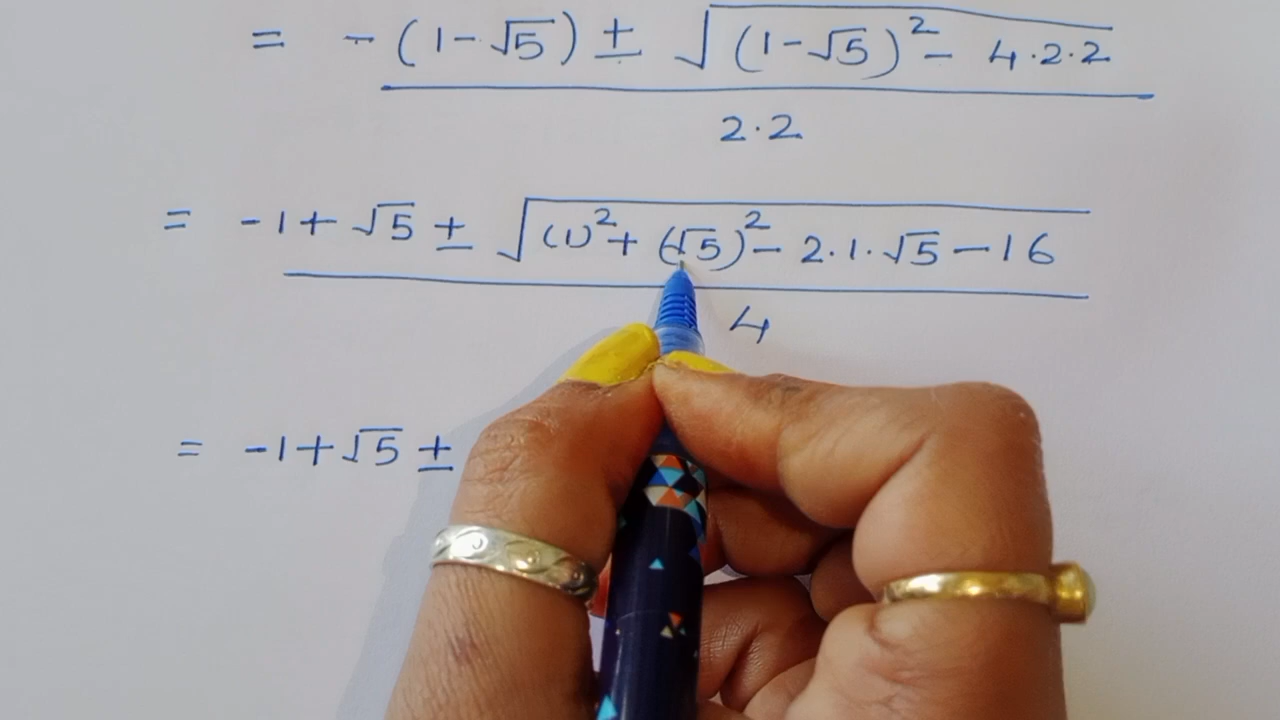 = -(1-√5) ± √(1-√5)² - 4·2·2
2·2
= -1+√5 ± √(1)²+(√5)² - 2·1·√5-16
4
= -1+√5 ±